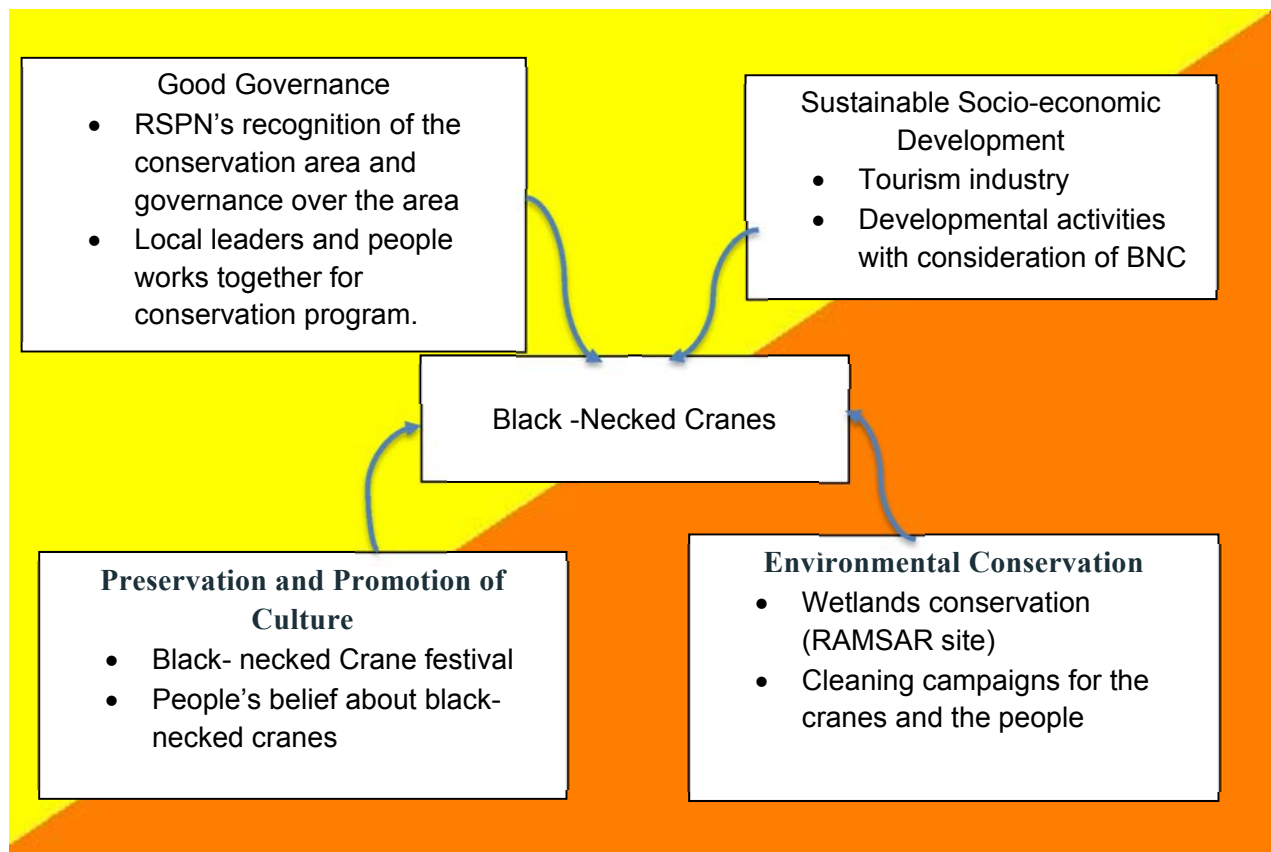 Good Governance
• RSPN’s recognition of the
conservation area and
governance over the area
• Local leaders and people
works together for
conservation program.
Sustainable Socio-economic
Development
• Tourism industry
• Developmental activities
with consideration of BNC
Black -Necked Cranes
Preservation and Promotion of
Culture
• Black- necked Crane festival
• People’s belief about black-
necked cranes
Environmental Conservation
• Wetlands conservation
(RAMSAR site)
• Cleaning campaigns for the
cranes and the people